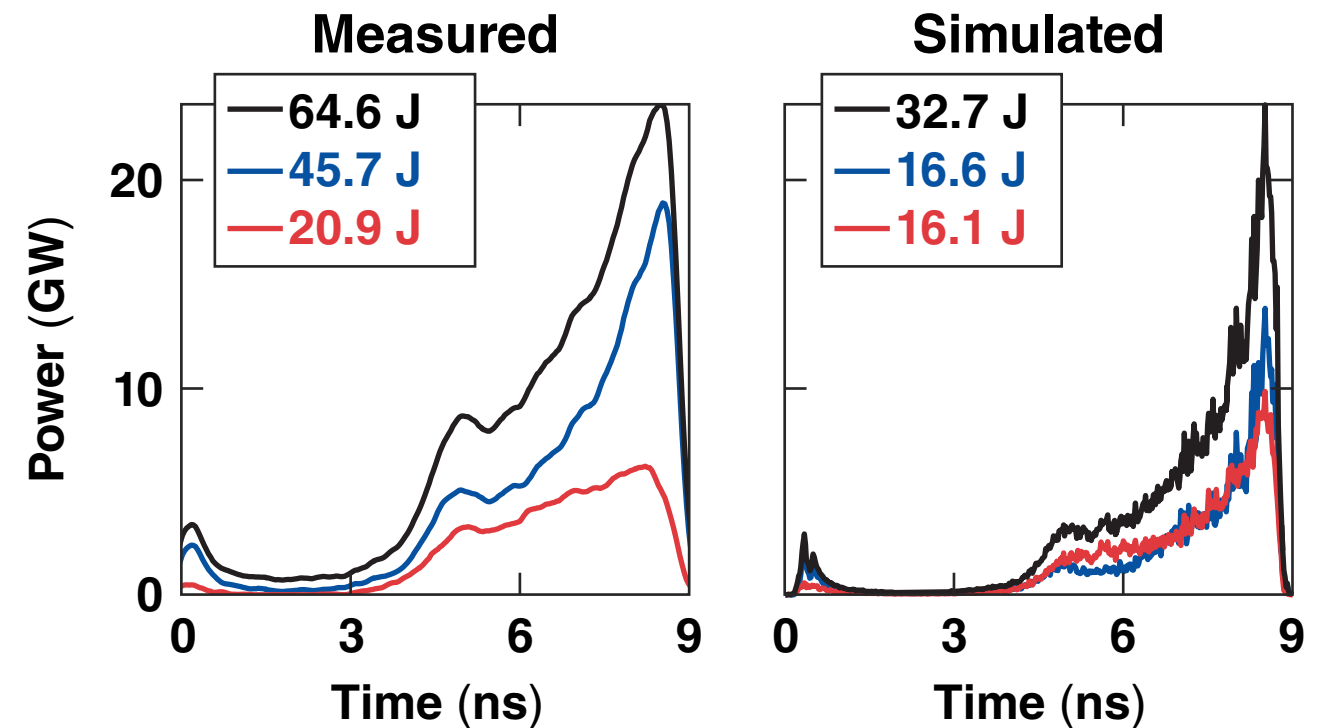 Measured
64.6 J
45.7 J
20.9 J
Power (GW)
20
10
0
0 3 6 9
Time (ns)
Simulated
32.7 J
16.6 J
16.1 J
0 3 6 9
Time (ns)